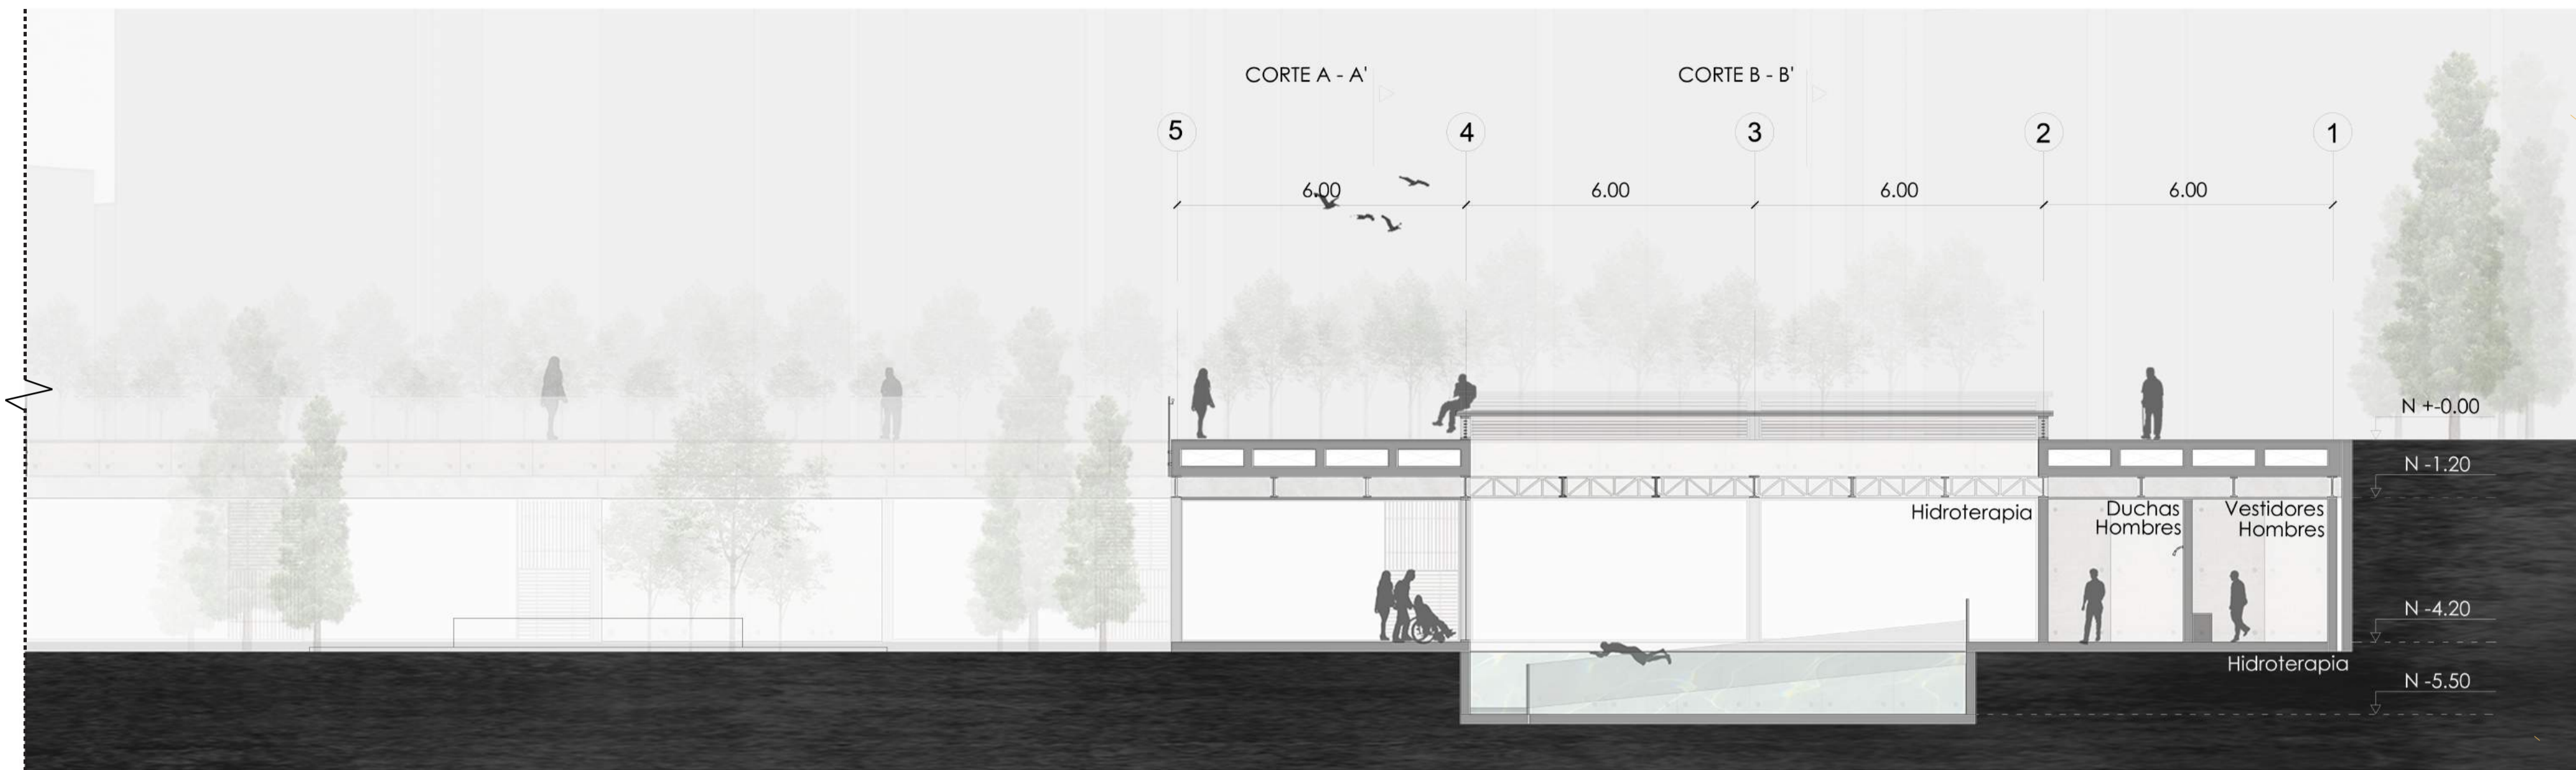 CORTE A - A'
CORTE B - B'
5
4
3
2
1
6.00
6.00
6.00
6.00
N +-0.00
N -1.20
Hidroterapia
Duchas
Hombres
Vestidores
Hombres
N -4.20
Hidroterapia
N -5.50